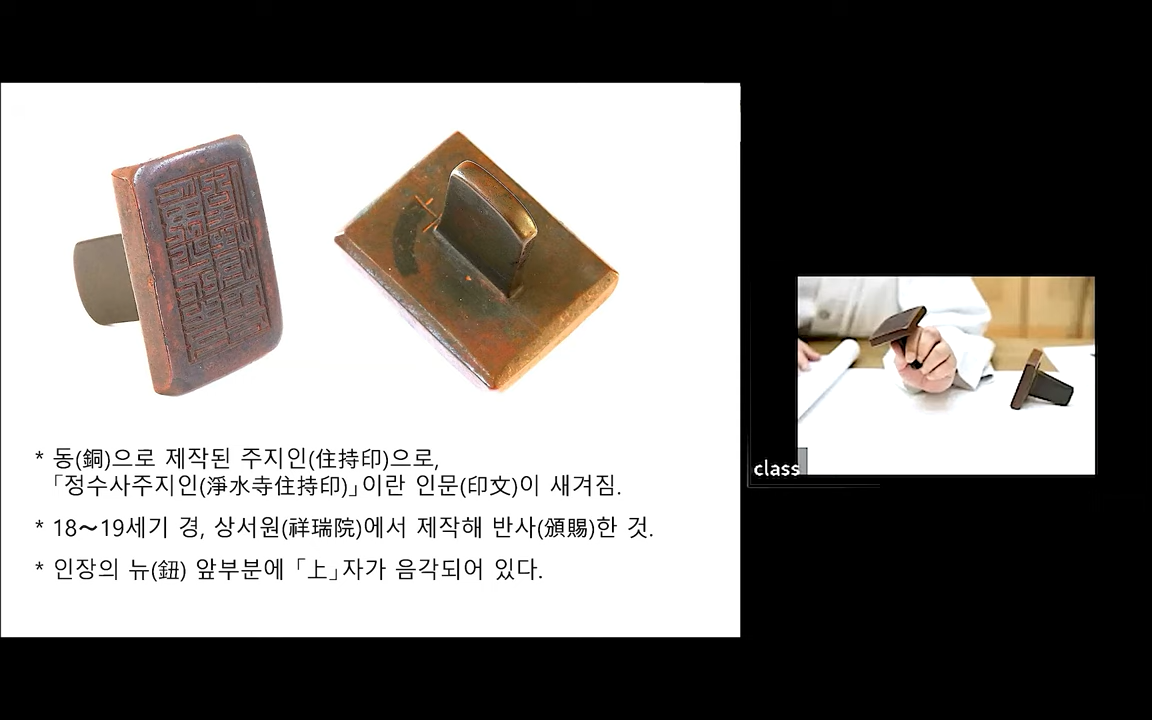 * 동(銅)으로 제작된 주지인(住持印)으로,
「정수사주지인(淨水寺住持印)」이란 인문(印文)이 새겨짐.
* 18～19세기 경, 상서원(祥瑞院)에서 제작해 반사(頒賜)한 것.
* 인장의 뉴(鈕) 앞부분에 「上」자가 음각되어 있다.
class